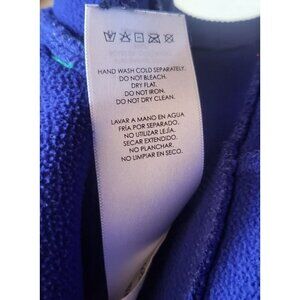 HAND WASH COLD SEPARATELY.
DO NOT BLEACH.
DRY FLAT.
DO NOT IRON.
DO NOT DRY CLEAN.
LAVAR A MANO EN AGUA
FRÍA POR SEPARADO.
NO UTILIZAR LEJÍA.
SECAR EXTENDIDO.
NO PLANCHAR.
NO LIMPIAR EN SECO.